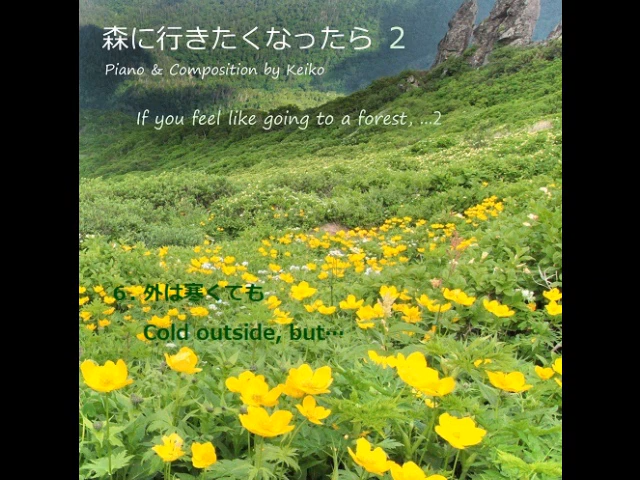 森に行きたくなったら 2
Piano & Composition by Keiko
If you feel like going to a forest, ...2
6. 外は寒くても
Cold outside, but…